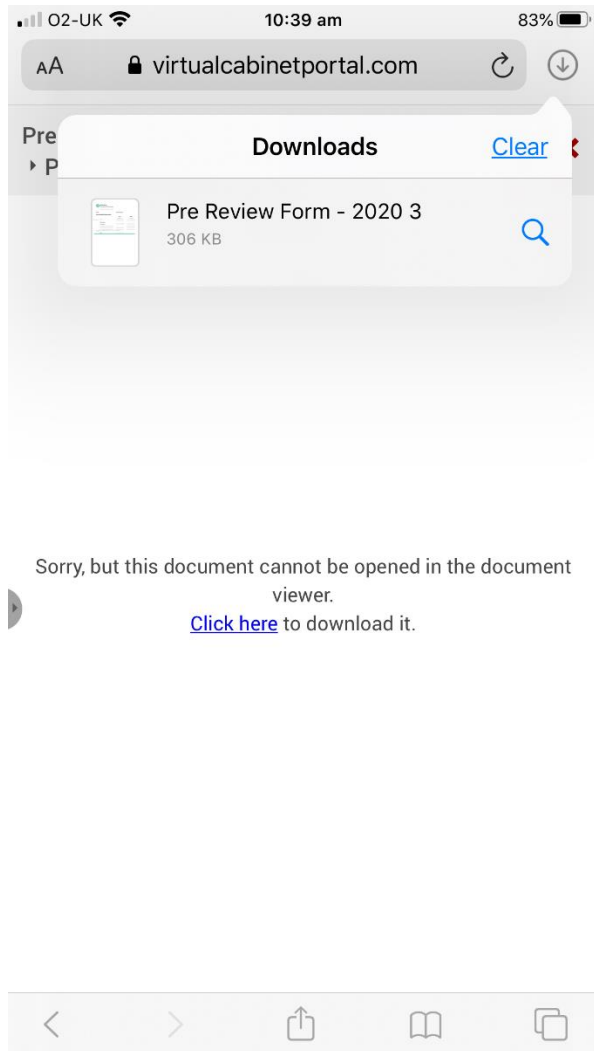 O2-UK 10:39 am 83%
AA virtualcabinetportal.com
Pre
P
Downloads Clear
Pre Review Form - 2020 3
306 KB
Sorry, but this document cannot be opened in the document
viewer.
Click here to download it.